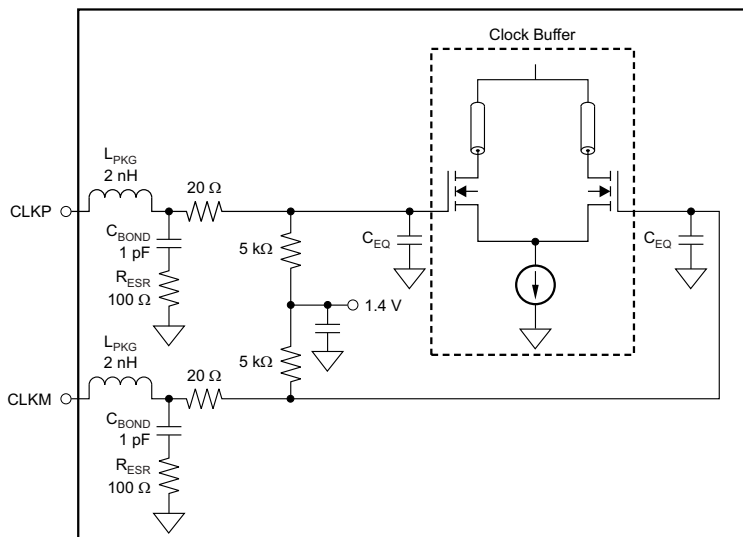 Clock Buffer
L_PKG
2 nH
20 Ω
CLKP
C_BOND
1 pF
5 kΩ
C_EQ
C_EQ
R_ESR
100 Ω
1.4 V
L_PKG
2 nH
5 kΩ
20 Ω
CLKM
C_BOND
1 pF
R_ESR
100 Ω